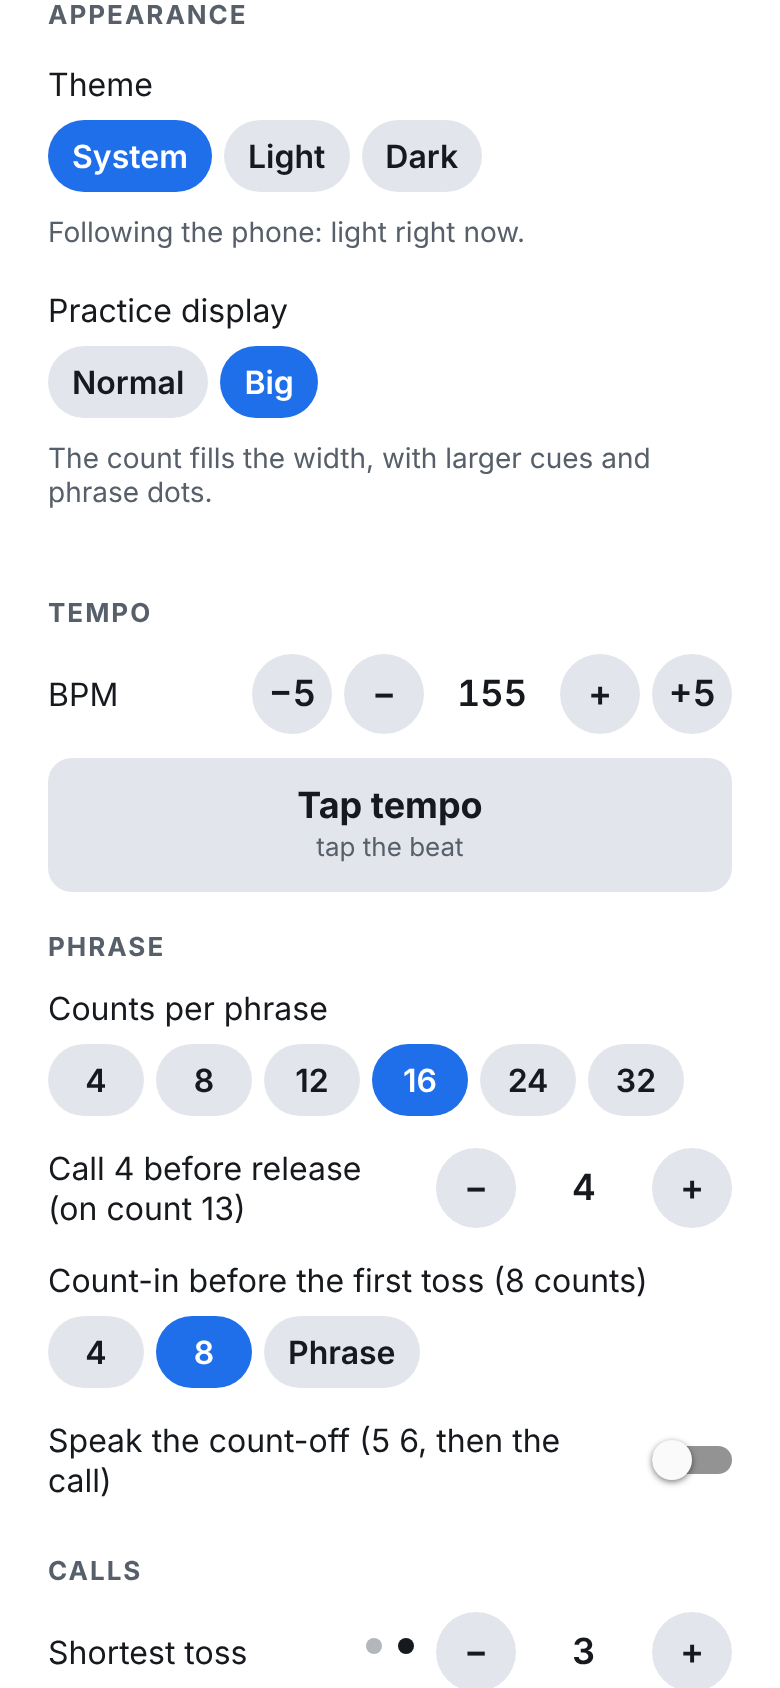 APPEARANCE
Theme
System Light Dark
Following the phone: light right now.
Practice display
Normal Big
The count fills the width, with larger cues and
phrase dots.
TEMPO
BPM −5 − 155 + +5
Tap tempo
tap the beat
PHRASE
Counts per phrase
4 8 12 16 24 32
Call 4 before release
(on count 13) − 4 +
Count-in before the first toss (8 counts)
4 8 Phrase
Speak the count-off (5 6, then the
call)
CALLS
Shortest toss − 3 +